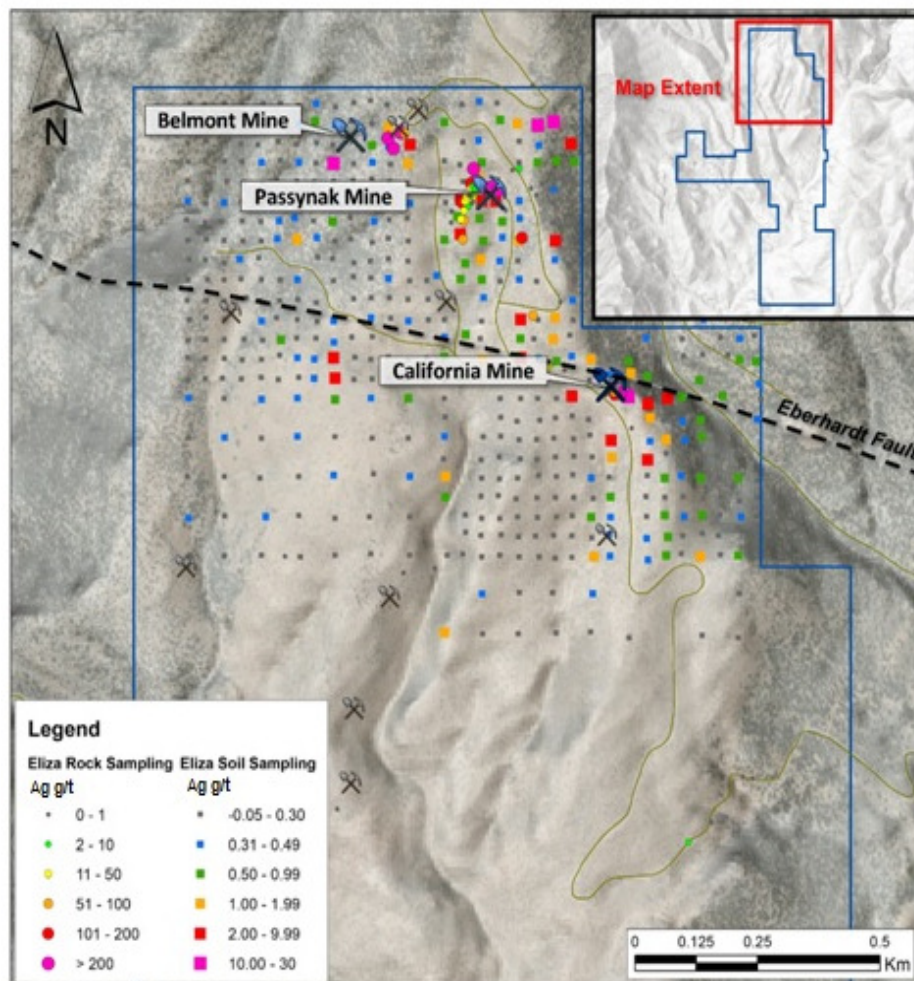 Map Extent
N
Belmont Mine
Passynak Mine
California Mine
Eberhardt Fault
Legend
Eliza Rock Sampling Eliza Soil Sampling
Ag g/t Ag g/t
0 - 1 -0.05 - 0.30
2 - 10 0.31 - 0.49
11 - 50 0.50 - 0.99
51 - 100 1.00 - 1.99
101 - 200 2.00 - 9.99
> 200 10.00 - 30
0 0.125 0.25 0.5
Km